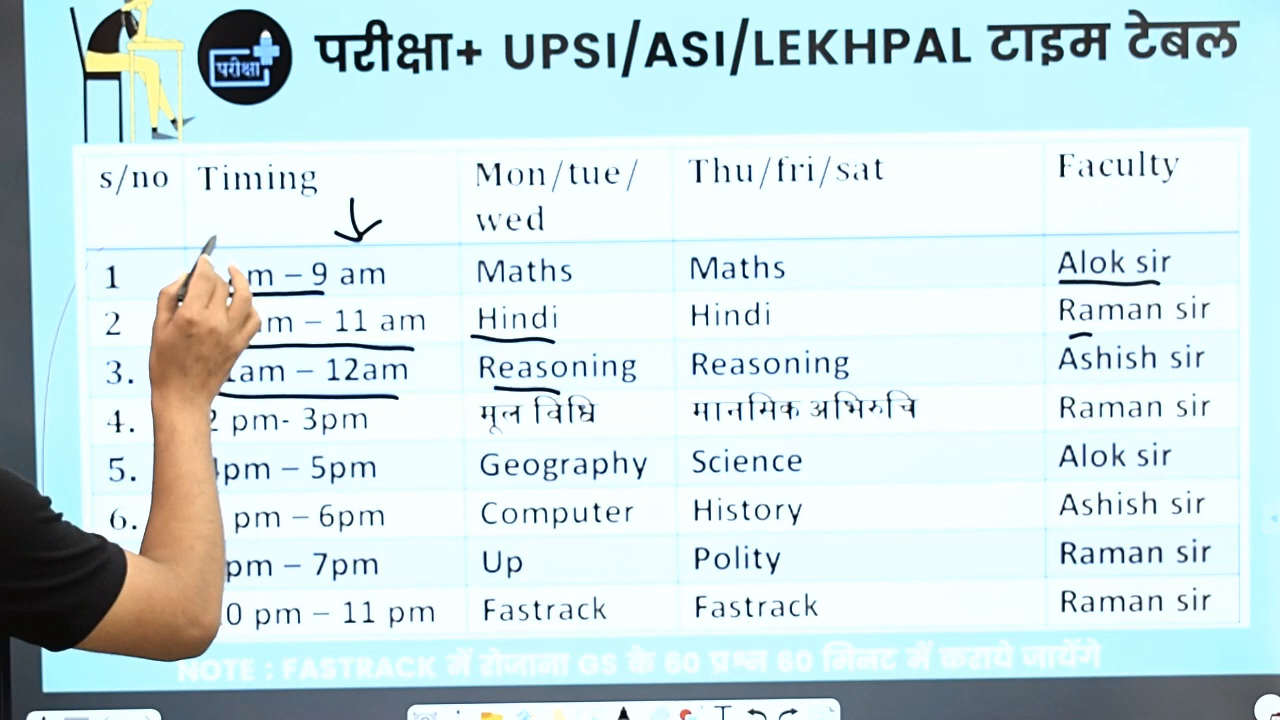 परीक्षा+ UPSI/ASI/LEKHPAL टाइम टेबल
परीक्षा
s/no Timing Mon/tue/wed Thu/fri/sat Faculty
1 m – 9 am Maths Maths Alok sir
2 m – 11 am Hindi Hindi Raman sir
3. 1am – 12am Reasoning Reasoning Ashish sir
4. 2 pm- 3pm मूल विधि मानसिक अभिरुचि Raman sir
5. pm – 5pm Geography Science Alok sir
6. pm – 6pm Computer History Ashish sir
pm – 7pm Up Polity Raman sir
0 pm – 11 pm Fastrack Fastrack Raman sir
NOTE : FASTRACK में रोजाना GS के 60 प्रश्न 60 मिनट में कराये जायेंगे